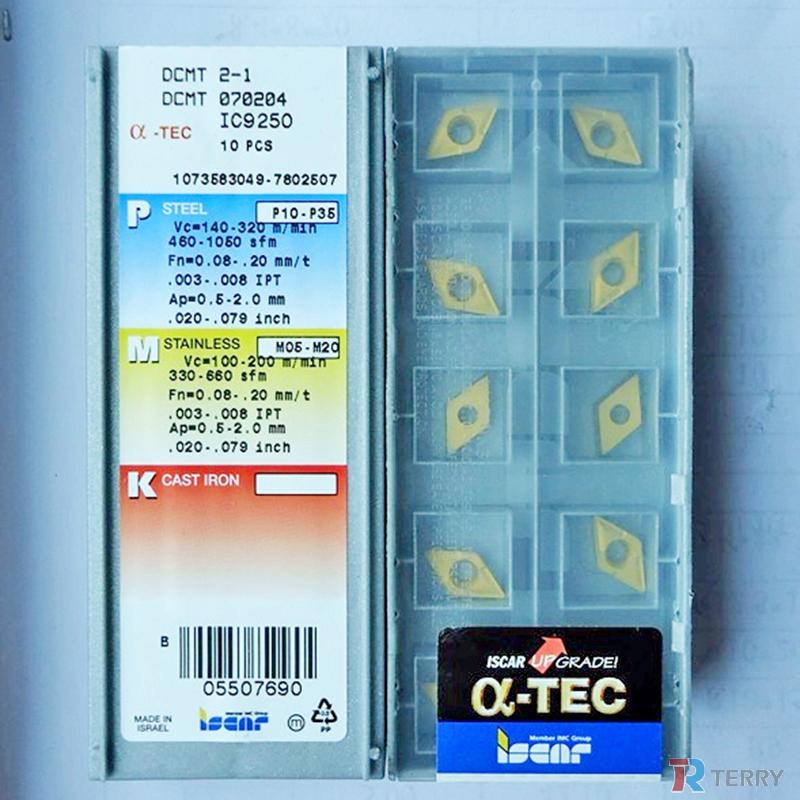 DCMT 2-1
DCMT 070204
IC9250
α-TEC
10 PCS
1073583049-7802507
P STEEL P10-P35
Vc=140-320 m/min
460-1050 sfm
Fn=0.08-.20 mm/t
.003-.008 IPT
Ap=0.5-2.0 mm
.020-.079 inch
M STAINLESS M05-M20
Vc=100-200 m/min
330-660 sfm
Fn=0.08-.20 mm/t
.003-.008 IPT
Ap=0.5-2.0 mm
.020-.079 inch
K CAST IRON
B
05507690
MADE IN
ISRAEL
Member IMC Group
iscar
m
PP
ISCAR UPGRADE!
α-TEC
Member IMC Group
iscar
TR TERRY